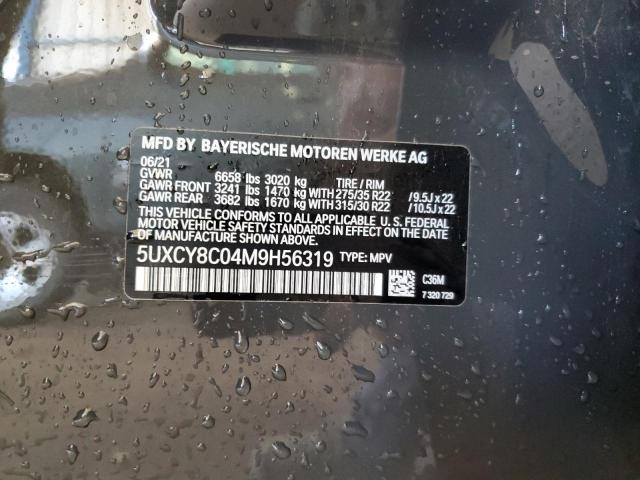 MFD BY BAYERISCHE MOTOREN WERKE AG
06/21
GVWR 6658 lbs 3020 kg TIRE / RIM
GAWR FRONT 3241 lbs 1470 kg WITH 275/35 R22 /9.5J x 22
GAWR REAR 3682 lbs 1670 kg WITH 315/30 R22 /10.5J x 22
THIS VEHICLE CONFORMS TO ALL APPLICABLE U. S. FEDERAL
MOTOR VEHICLE SAFETY STANDARDS IN EFFECT ON THE
DATE OF MANUFACTURE SHOWN ABOVE.
5UXCY8C04M9H56319 TYPE: MPV
C36M
7 320 729